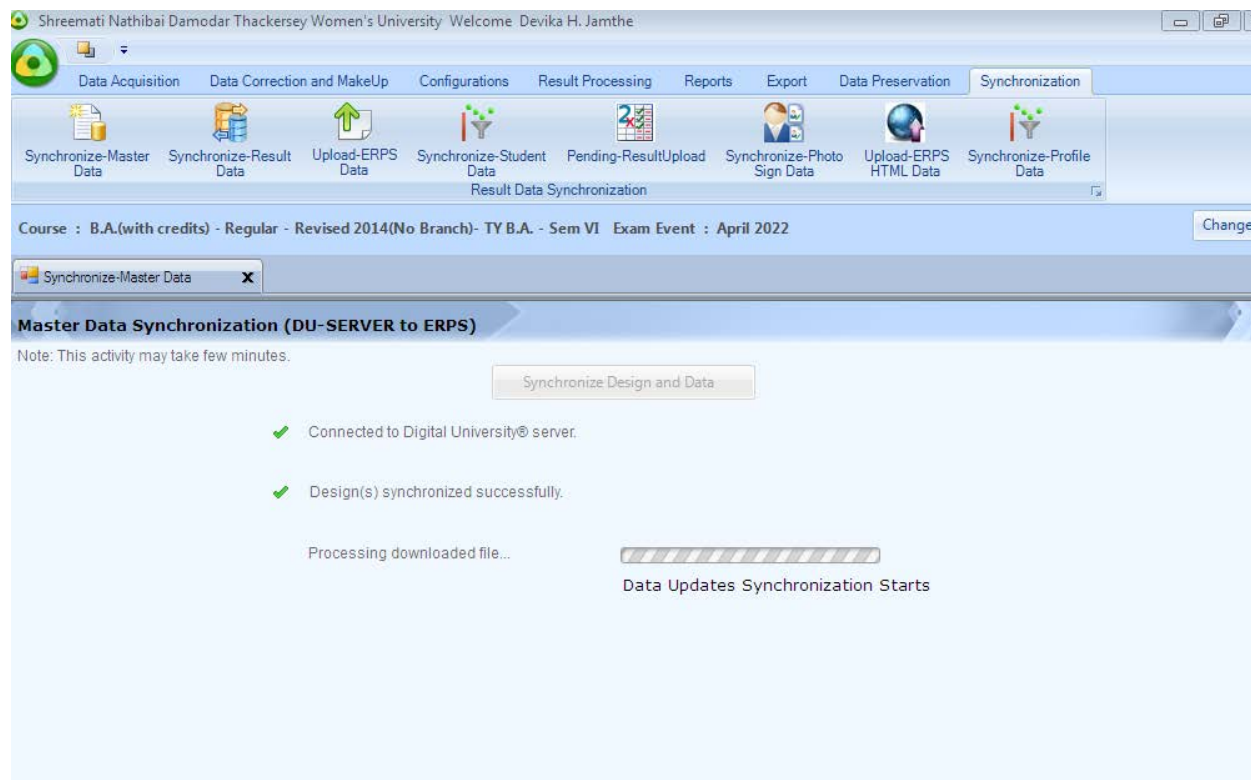 Shreemati Nathibai Damodar Thackersey Women's University Welcome Devika H. Jamthe
Data Acquisition Data Correction and MakeUp Configurations Result Processing Reports Export Data Preservation Synchronization
Synchronize-Master Data
Synchronize-Result Data
Upload-ERPS Data
Synchronize-Student Data
Pending-ResultUpload
Synchronize-Photo Sign Data
Upload-ERPS HTML Data
Synchronize-Profile Data
Result Data Synchronization
Course : B.A.(with credits) - Regular - Revised 2014(No Branch)- TY B.A. - Sem VI Exam Event : April 2022
Change
Synchronize-Master Data X
Master Data Synchronization (DU-SERVER to ERPS)
Note: This activity may take few minutes.
Synchronize Design and Data
Connected to Digital University® server.
Design(s) synchronized successfully.
Processing downloaded file...
Data Updates Synchronization Starts